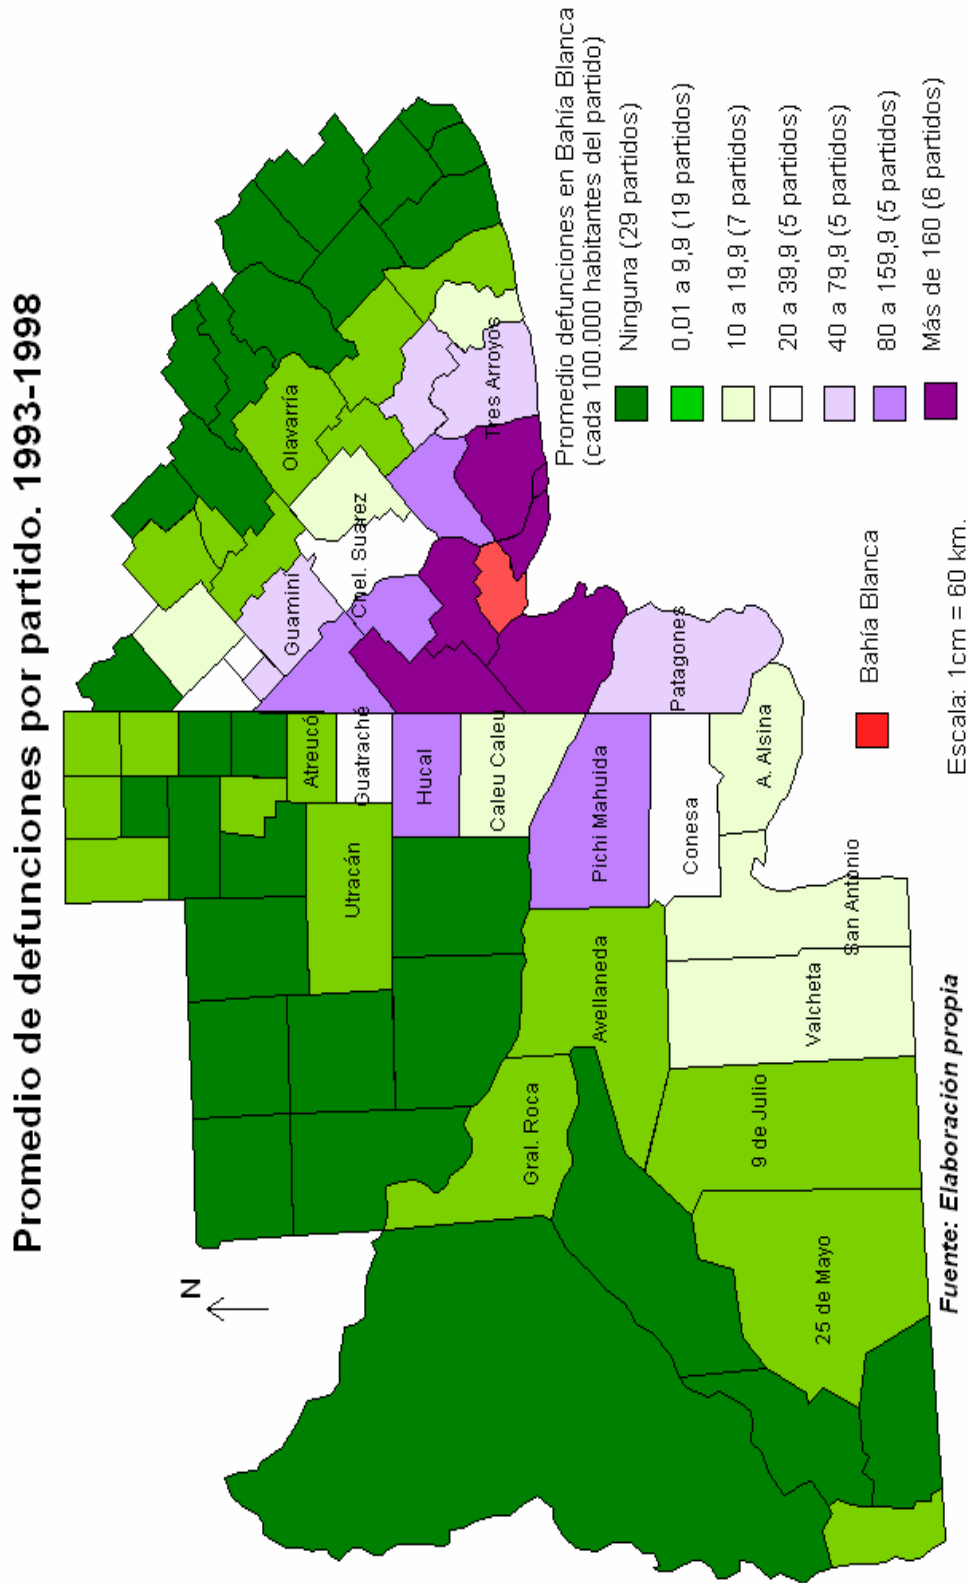 Promedio de defunciones por partido. 1993-1998
N
Olavarría
Guaminí
Cnel. Suarez
Tres Arroyos
Atreucó
Guatraché
Utracán
Hucal
Caleu Caleu
Patagones
Pichi Mahuida
Conesa
A. Alsina
Avellaneda
Gral. Roca
San Antonio
Valcheta
9 de Julio
25 de Mayo
Promedio defunciones en Bahía Blanca
(cada 100.000 habitantes del partido)
Ninguna (29 partidos)
0,01 a 9,9 (19 partidos)
10 a 19,9 (7 partidos)
20 a 39,9 (5 partidos)
40 a 79,9 (5 partidos)
80 a 159,9 (5 partidos)
Más de 160 (6 partidos)
Bahía Blanca
Escala: 1cm = 60 km.
Fuente: Elaboración propia